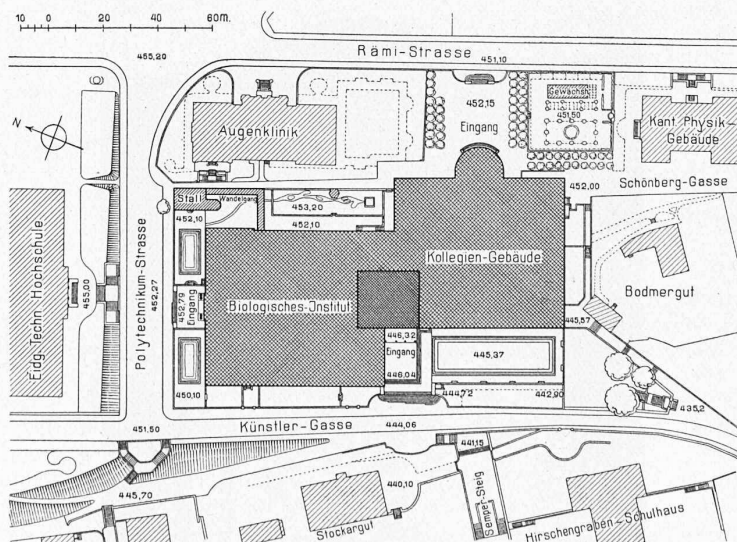 10 0 20 40 60 m.
Rämi-Strasse
455,20
451,10
452,15
Eingang
Gewächsh.
451,50
Augenklinik
Kant. Physik-
Gebäude
N
452,00
Schönberg-Gasse
Stall
Wandelgang
452,10
453,20
452,10
Eidg. Techn. Hochschule
455,00
Polytechnikum-Strasse
452,27
452,79
Eingang
Kollegien-Gebäude
Biologisches-Jnstitut
Bodmergut
446,32
Eingang
446,04
445,37
445,57
450,10
444,72
442,90
435,2
451,50
Künstler-Gasse
444,06
441,15
445,70
440,10
Semper-Steig
Stockargut
Hirschengraben-Schulhaus